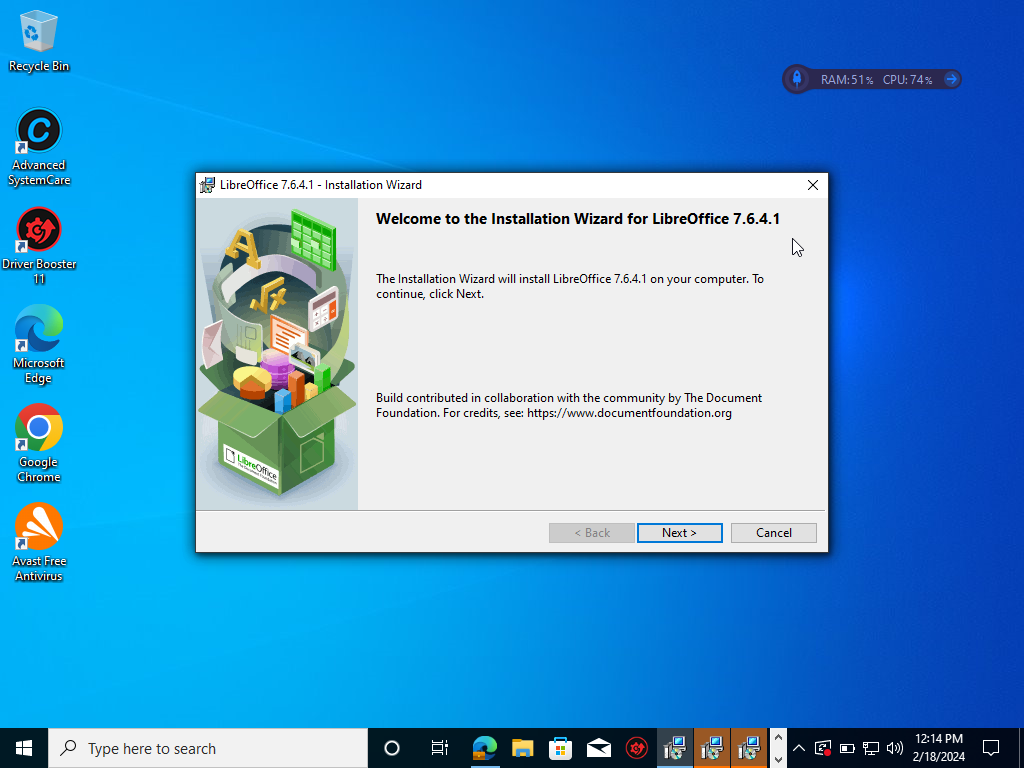 Recycle Bin
RAM:51% CPU:74%
Advanced
SystemCare
Driver Booster
11
Microsoft
Edge
Google
Chrome
Avast Free
Antivirus
LibreOffice 7.6.4.1 - Installation Wizard
Welcome to the Installation Wizard for LibreOffice 7.6.4.1
The Installation Wizard will install LibreOffice 7.6.4.1 on your computer. To
continue, click Next.
Build contributed in collaboration with the community by The Document
Foundation. For credits, see: https://www.documentfoundation.org
LibreOffice
The Document Foundation
< Back
Next >
Cancel
Type here to search
12:14 PM
2/18/2024